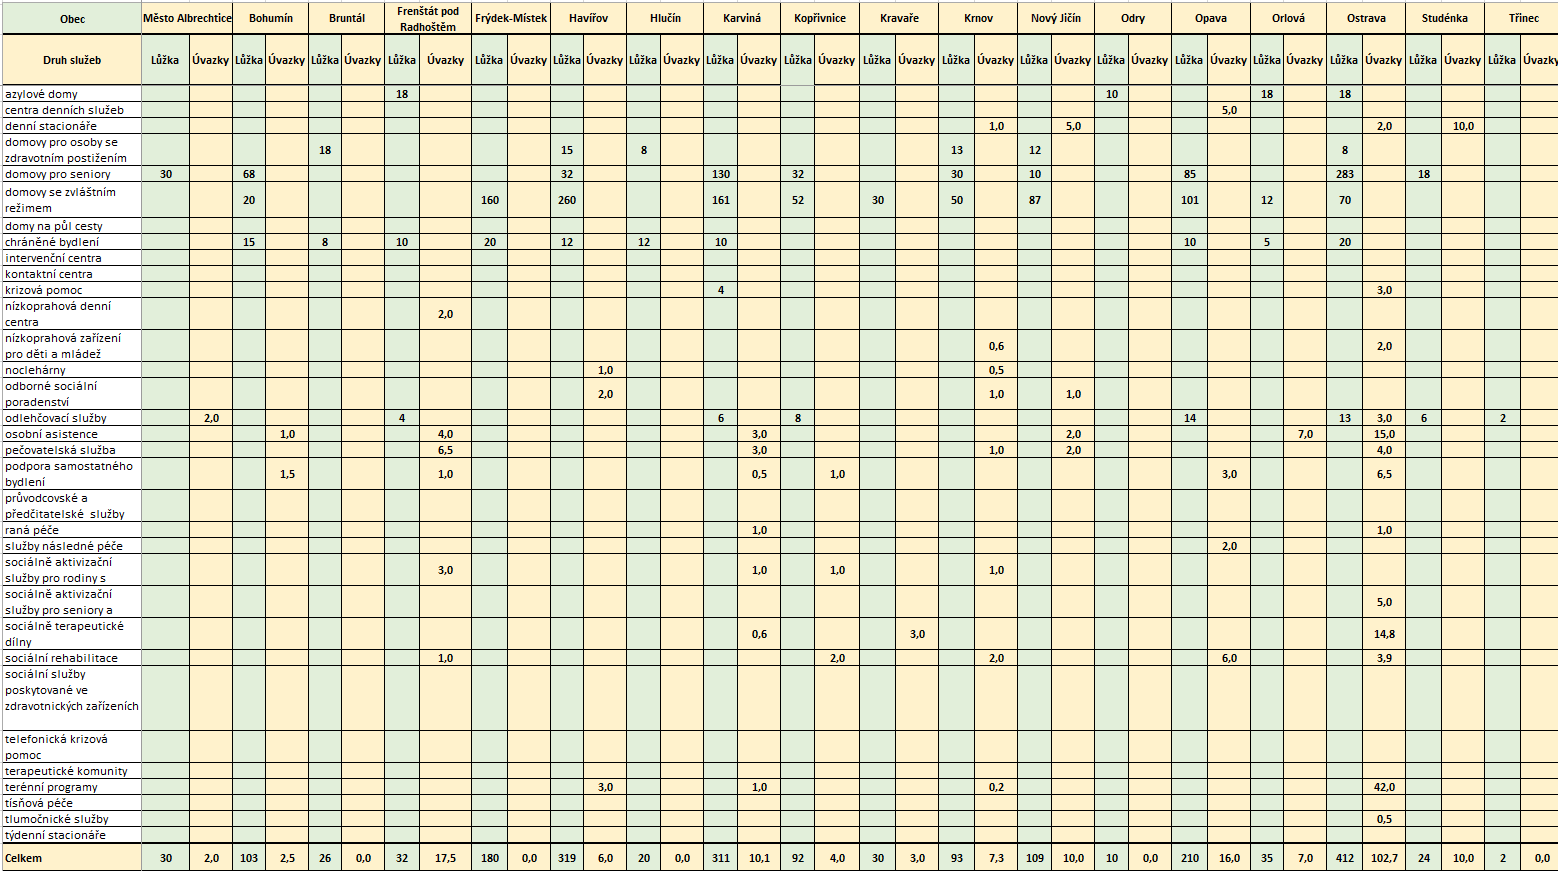 Obec Město Albrechtice Bohumín Bruntál Frenštát pod Radhoštěm Frýdek-Místek Havířov Hlučín Karviná Kopřivnice Kravaře Krnov Nový Jičín Odry Opava Orlová Ostrava Studénka Třinec
Druh služeb Lůžka Úvazky Lůžka Úvazky Lůžka Úvazky Lůžka Úvazky Lůžka Úvazky Lůžka Úvazky Lůžka Úvazky Lůžka Úvazky Lůžka Úvazky Lůžka Úvazky Lůžka Úvazky Lůžka Úvazky Lůžka Úvazky Lůžka Úvazky Lůžka Úvazky Lůžka Úvazky Lůžka Úvazky Lůžka Úvazky
azylové domy 18 10 18 18
centra denních služeb 5,0
denní stacionáře 1,0 5,0 2,0 10,0
domovy pro osoby se
zdravotním postižením 18 15 8 13 12 8
domovy pro seniory 30 68 32 130 32 30 10 85 283 18
domovy se zvláštním
režimem 20 160 260 161 52 30 50 87 101 12 70
domy na půl cesty
chráněné bydlení 15 8 10 20 12 12 10 10 5 20
intervenční centra
kontaktní centra
krizová pomoc 4 3,0
nízkoprahová denní
centra 2,0
nízkoprahová zařízení
pro děti a mládež 0,6 2,0
noclehárny 1,0 0,5
odborné sociální
poradenství 2,0 1,0 1,0
odlehčovací služby 2,0 4 6 8 14 13 3,0 6 2
osobní asistence 1,0 4,0 3,0 2,0 7,0 15,0
pečovatelská služba 6,5 3,0 1,0 2,0 4,0
podpora samostatného
bydlení 1,5 1,0 0,5 1,0 3,0 6,5
průvodcovské a
předčitatelské služby
raná péče 1,0 1,0
služby následné péče 2,0
sociálně aktivizační
služby pro rodiny s 3,0 1,0 1,0 1,0
sociálně aktivizační
služby pro seniory a 5,0
sociálně terapeutické
dílny 0,6 3,0 14,8
sociální rehabilitace 1,0 2,0 2,0 6,0 3,9
sociální služby
poskytované ve
zdravotnických zařízeních
telefonická krizová
pomoc
terapeutické komunity
terénní programy 3,0 1,0 0,2 42,0
tísňová péče
tlumočnické služby 0,5
týdenní stacionáře
Celkem 30 2,0 103 2,5 26 0,0 32 17,5 180 0,0 319 6,0 20 0,0 311 10,1 92 4,0 30 3,0 93 7,3 109 10,0 10 0,0 210 16,0 35 7,0 412 102,7 24 10,0 2 0,0